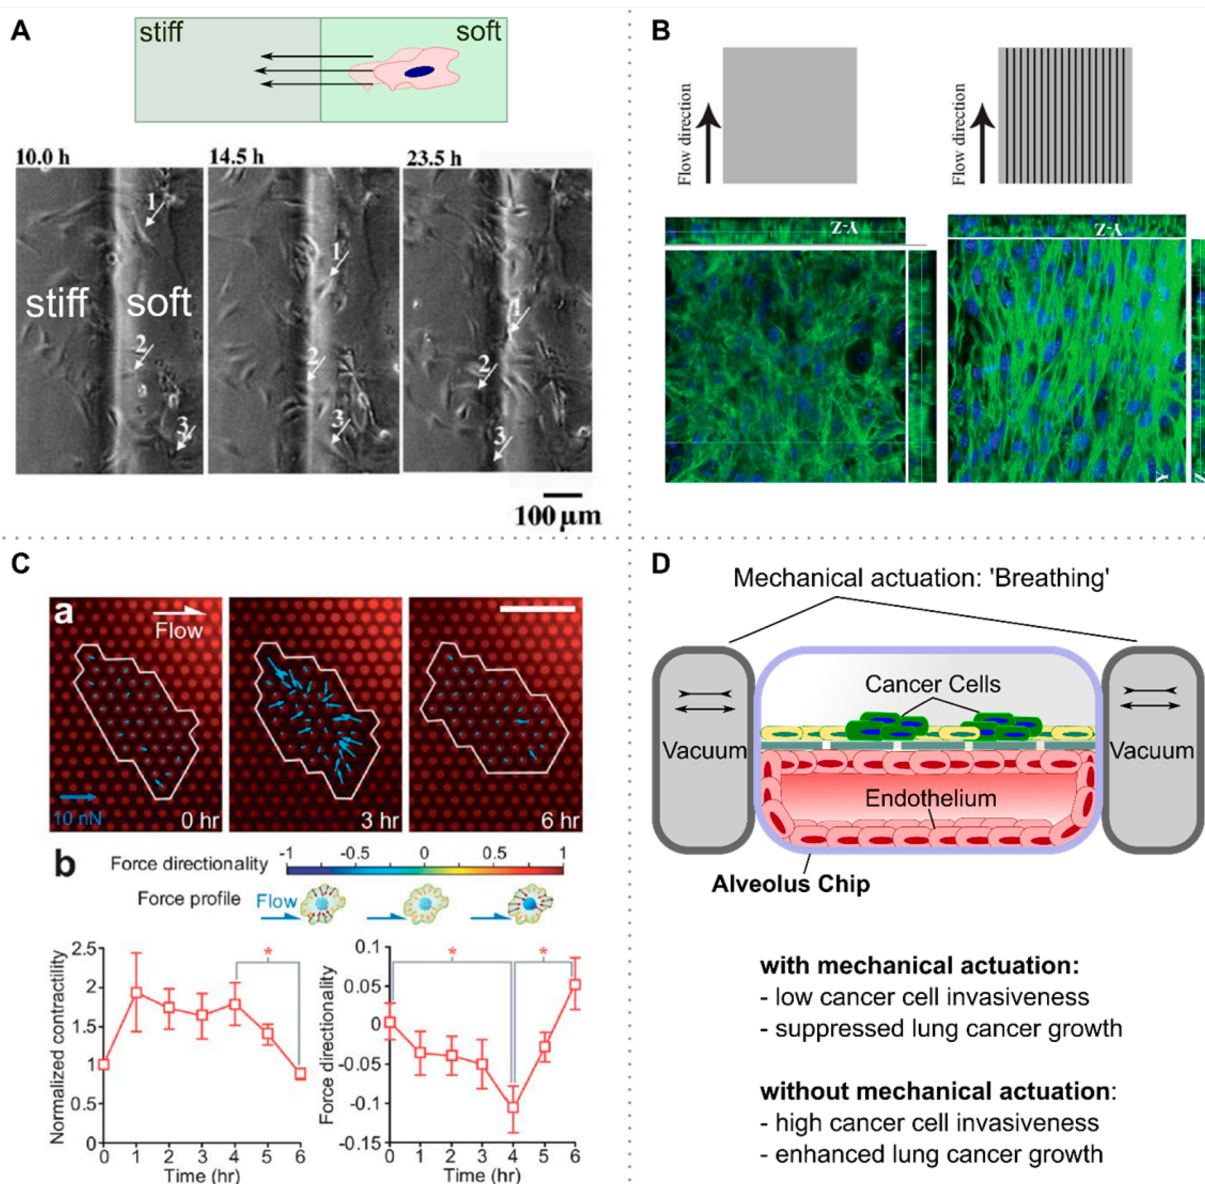 A
stiff
soft
10.0 h
14.5 h
23.5 h
1
1
1
stiff
soft
2
2
2
3
3
3
100 µm
B
Flow direction
Flow direction
y-z
y-z
C
a
Flow
10 nN
0 hr
3 hr
6 hr
b
Force directionality
-1 -0.5 0 0.5 1
Force profile
Flow
Normalized contractility
2.5
2
1.5
1
0.5
0
*
0 1 2 3 4 5 6
Time (hr)
Force directionality
0.1
0.05
0
-0.05
-0.1
-0.15
* *
0 1 2 3 4 5 6
Time (hr)
D
Mechanical actuation: 'Breathing'
Cancer Cells
Vacuum
Vacuum
Endothelium
Alveolus Chip
with mechanical actuation:
- low cancer cell invasiveness
- suppressed lung cancer growth
without mechanical actuation:
- high cancer cell invasiveness
- enhanced lung cancer growth